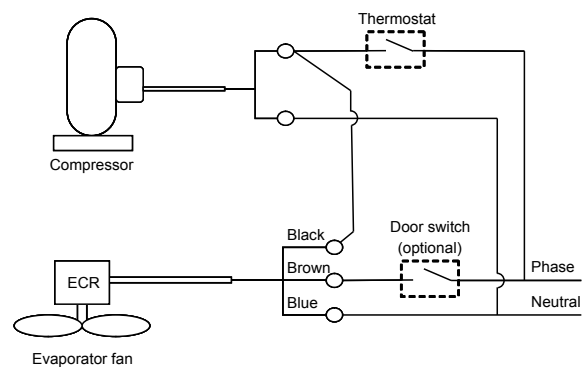 Thermostat
Compressor
Black
Door switch
(optional)
Brown
Phase
ECR
Blue
Neutral
Evaporator fan